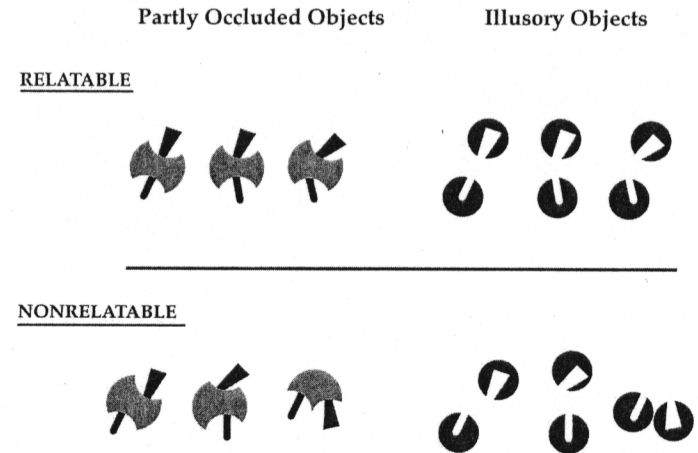 Partly Occluded Objects
Illusory Objects
RELATABLE
NONRELATABLE